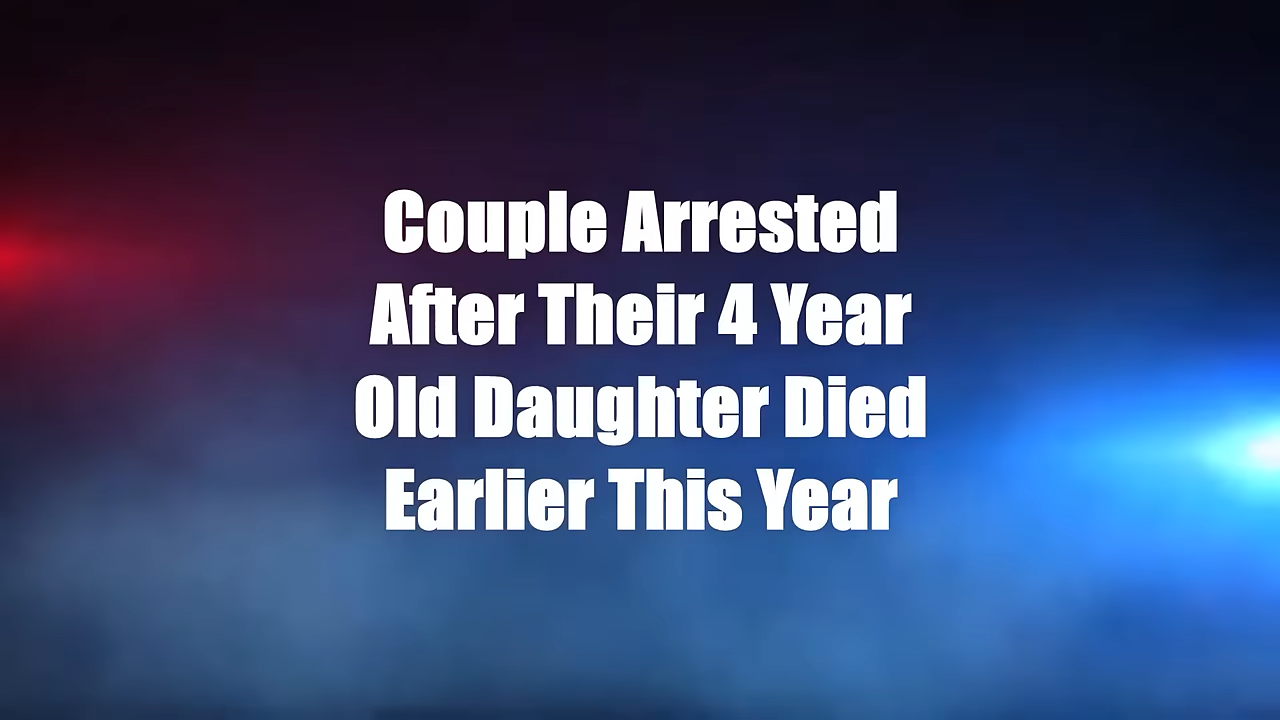 Couple Arrested
After Their 4 Year
Old Daughter Died
Earlier This Year